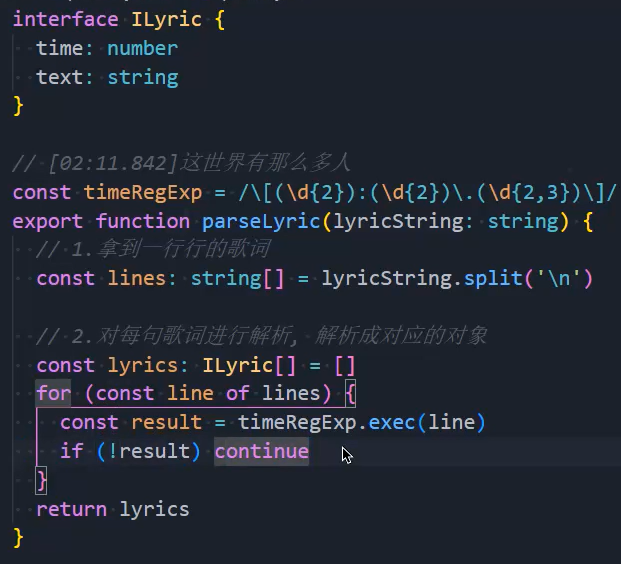 interface ILyric {
  time: number
  text: string
}

// [02:11.842]这世界有那么多人
const timeRegExp = /\[(\d{2}):(\d{2})\.(\d{2,3})\]/
export function parseLyric(lyricString: string) {
  // 1.拿到一行行的歌词
  const lines: string[] = lyricString.split('\n')

  // 2.对每句歌词进行解析, 解析成对应的对象
  const lyrics: ILyric[] = []
  for (const line of lines) {
    const result = timeRegExp.exec(line)
    if (!result) continue
  }
  return lyrics
}